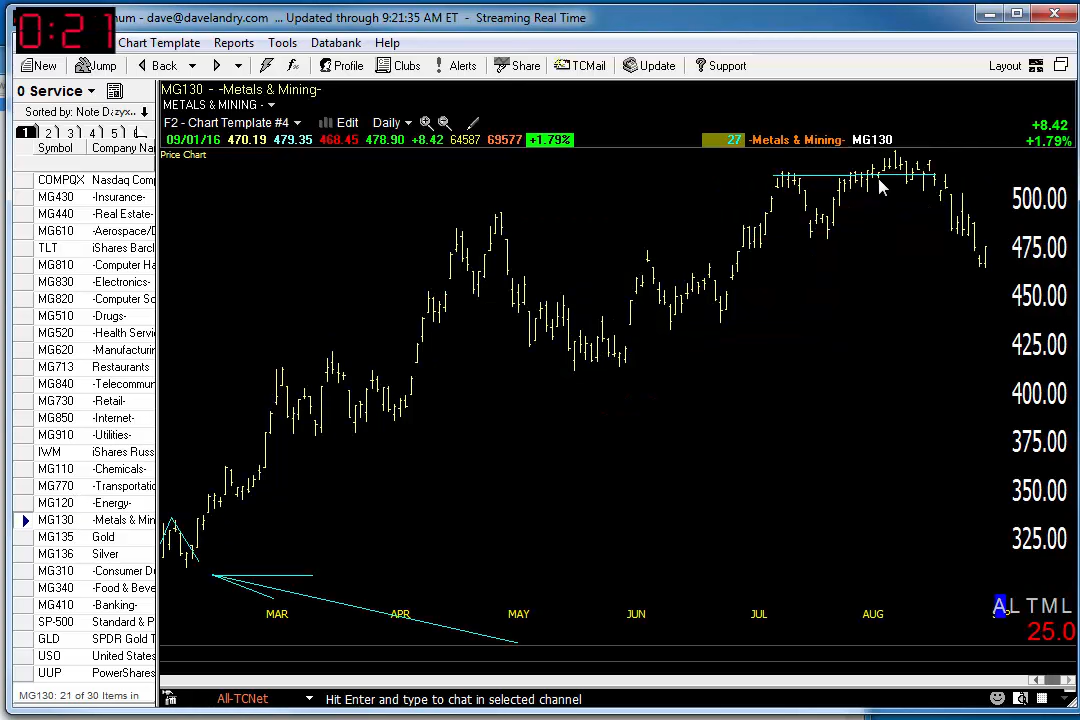 0:21
num - dave@davelandry.com ... Updated through 9:21:35 AM ET - Streaming Real Time
Chart Template Reports Tools Databank Help
New Jump Back Profile Clubs Alerts Share TCMail Update Support Layout
0 Service
Sorted by: Note D
1 2 3 4 5
Symbol Company Na
COMPQX Nasdaq Comp
MG430 -Insurance-
MG440 -Real Estate-
MG610 -Aerospace/D
TLT iShares Barcl
MG810 -Computer Ha
MG830 -Electronics-
MG820 -Computer So
MG510 -Drugs-
MG520 -Health Servi
MG620 -Manufacturin
MG713 Restaurants
MG840 -Telecommun
MG730 -Retail-
MG850 -Internet-
MG910 -Utilities-
IWM iShares Russ
MG110 -Chemicals-
MG770 -Transportatio
MG120 -Energy-
MG130 -Metals & Min
MG135 Gold
MG136 Silver
MG310 -Consumer Du
MG340 -Food & Beve
MG410 -Banking-
SP-500 Standard & P
GLD SPDR Gold T
USO United States
UUP PowerShares
MG130: 21 of 30 Items in
MG130 - -Metals & Mining-
METALS & MINING -
F2 - Chart Template #4 Edit Daily
09/01/16 470.19 479.35 468.45 478.90 +8.42 64587 69577 +1.79% 27 -Metals & Mining- MG130
+8.42
+1.79%
Price Chart
500.00
475.00
450.00
425.00
400.00
375.00
350.00
325.00
MAR APR MAY JUN JUL AUG
A L T M L
25.0
All-TCNet Hit Enter and type to chat in selected channel